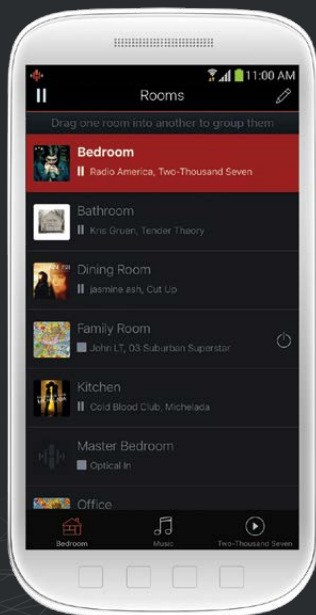 11:00 AM
Rooms
Drag one room into another to group them
Bedroom
Radio America, Two-Thousand Seven
Bathroom
Kris Gruen, Tender Theory
Dining Room
jasmine ash, Cut Up
Family Room
John LT, 03 Suburban Superstar
Kitchen
Cold Blood Club, Michelada
Master Bedroom
Optical In
Office
Bedroom
Music
Two-Thousand Seven